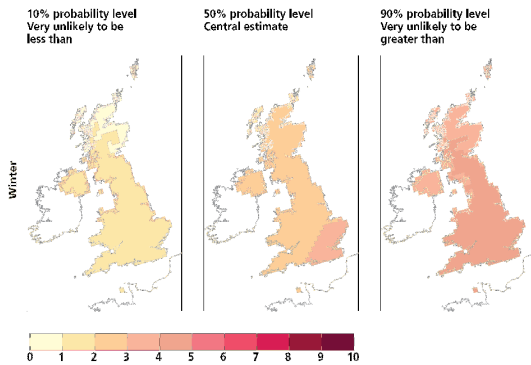 10% probability level
Very unlikely to be
less than
50% probability level
Central estimate
90% probability level
Very unlikely to be
greater than
Winter
0 1 2 3 4 5 6 7 8 9 10